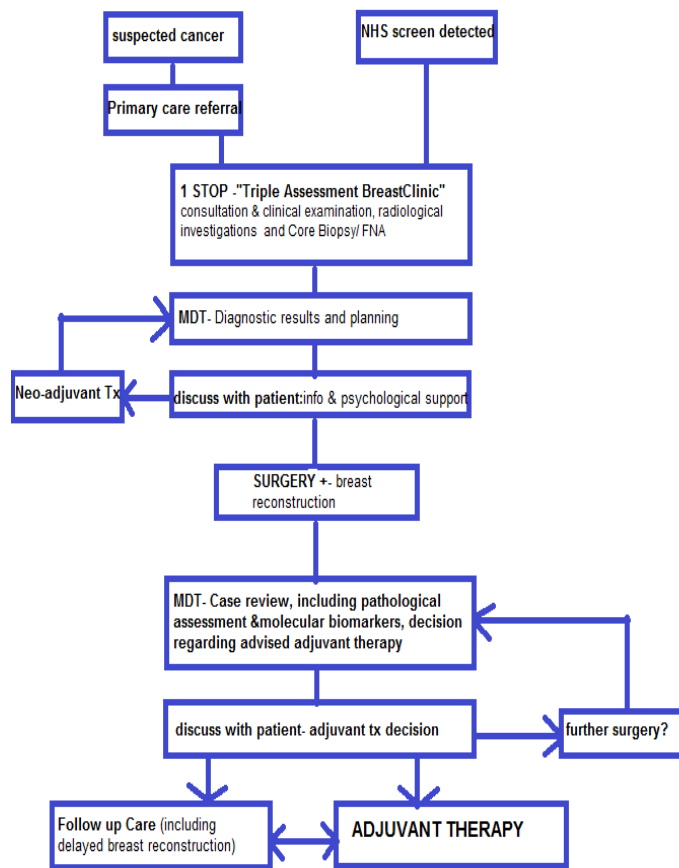 suspected cancer
NHS screen detected
Primary care referral
1 STOP -"Triple Assessment BreastClinic"
consultation & clinical examination, radiological
investigations and Core Biopsy/ FNA
MDT- Diagnostic results and planning
Neo-adjuvant Tx
discuss with patient:info & psychological support
SURGERY +- breast
reconstruction
MDT- Case review, including pathological
assessment &molecular biomarkers, decision
regarding advised adjuvant therapy
discuss with patient- adjuvant tx decision
further surgery?
Follow up Care (including
delayed breast reconstruction)
ADJUVANT THERAPY